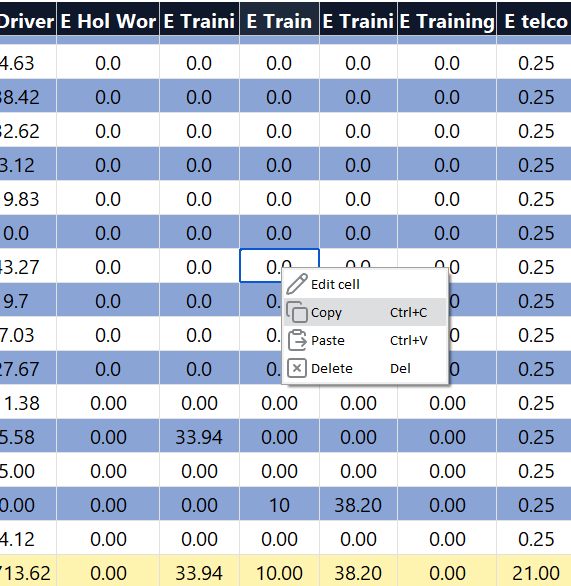 Driver E Hol Wor E Traini E Train E Traini E Training E telco
4.63 0.0 0.0 0.0 0.0 0.0 0.25
38.42 0.0 0.0 0.0 0.0 0.0 0.25
32.62 0.0 0.0 0.0 0.0 0.0 0.25
3.12 0.0 0.0 0.0 0.0 0.0 0.25
9.83 0.0 0.0 0.0 0.0 0.0 0.25
0.0 0.0 0.0 0.0 0.0 0.0 0.25
43.27 0.0 0.0 0.0 0.0 0.0 0.25
Edit cell
9.7 0.0 0.0 0. .0 0.25
Copy Ctrl+C
7.03 0.0 0.0 0. .0 0.25
Paste Ctrl+V
27.67 0.0 0.0 0. .0 0.25
Delete Del
1.38 0.00 0.00 0.00 0.00 0.00 0.25
5.58 0.00 33.94 0.00 0.00 0.00 0.25
5.00 0.00 0.00 0.00 0.00 0.00 0.25
0.00 0.00 0.00 10 38.20 0.00 0.25
4.12 0.00 0.00 0.00 0.00 0.00 0.25
713.62 0.00 33.94 10.00 38.20 0.00 21.00